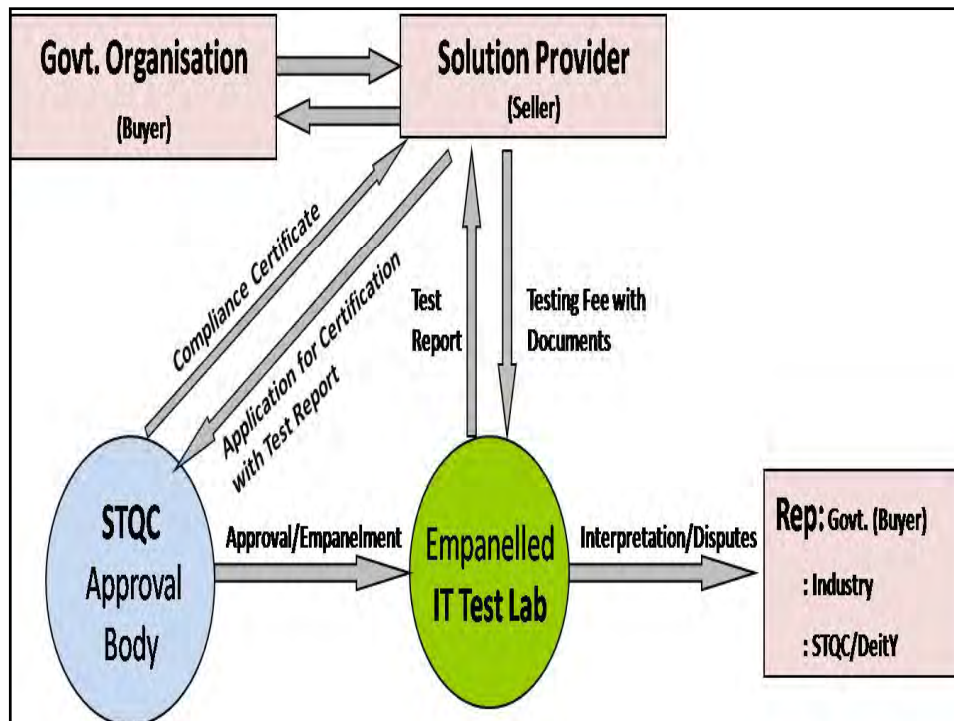 Govt. Organisation
(Buyer)
Solution Provider
(Seller)
Compliance Certificate
Application for Certification
with Test Report
Test
Report
Testing Fee with
Documents
STQC
Approval
Body
Approval/Empanelment
Empanelled
IT Test Lab
Interpretation/Disputes
Rep: Govt. (Buyer)
: Industry
: STQC/DeitY